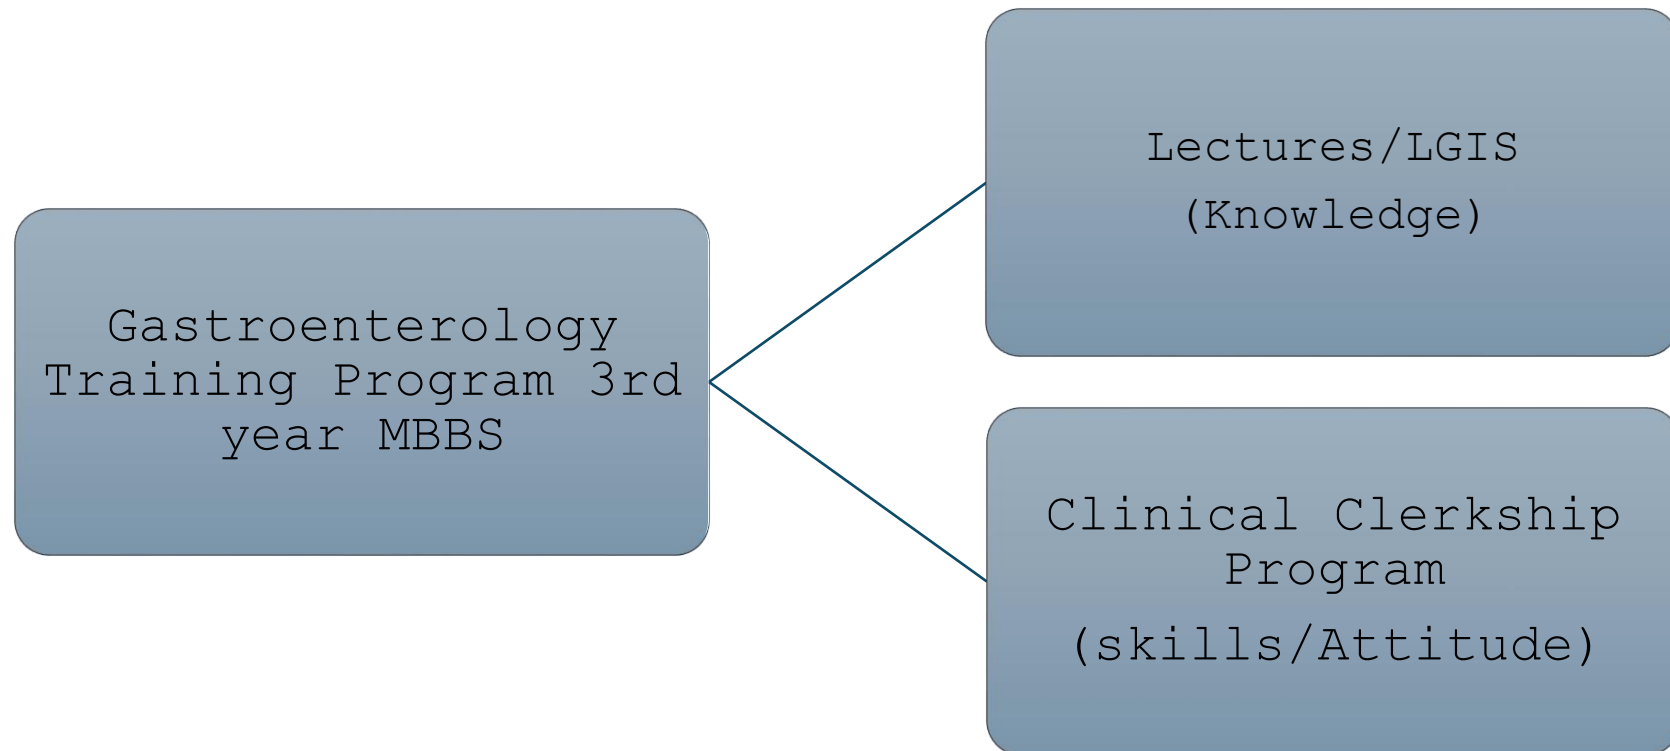 Gastroenterology
Training Program 3rd
year MBBS
Lectures/LGIS
(Knowledge)
Clinical Clerkship
Program
(skills/Attitude)